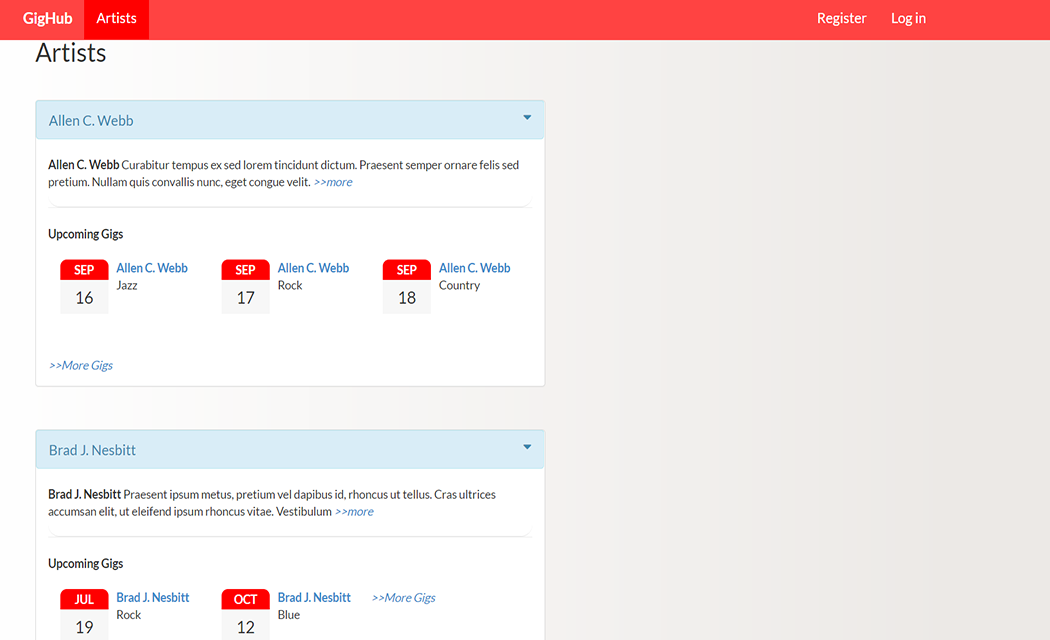 GigHub Artists Register Log in
Artists
Allen C. Webb
Allen C. Webb Curabitur tempus ex sed lorem tincidunt dictum. Praesent semper ornare felis sed
pretium. Nullam quis convallis nunc, eget congue velit. >>more
Upcoming Gigs
SEP Allen C. Webb SEP Allen C. Webb SEP Allen C. Webb
Jazz Rock Country
16 17 18
>>More Gigs
Brad J. Nesbitt
Brad J. Nesbitt Praesent ipsum metus, pretium vel dapibus id, rhoncus ut tellus. Cras ultrices
accumsan elit, ut eleifend ipsum rhoncus vitae. Vestibulum >>more
Upcoming Gigs
JUL Brad J. Nesbitt OCT Brad J. Nesbitt >>More Gigs
Rock Blue
19 12